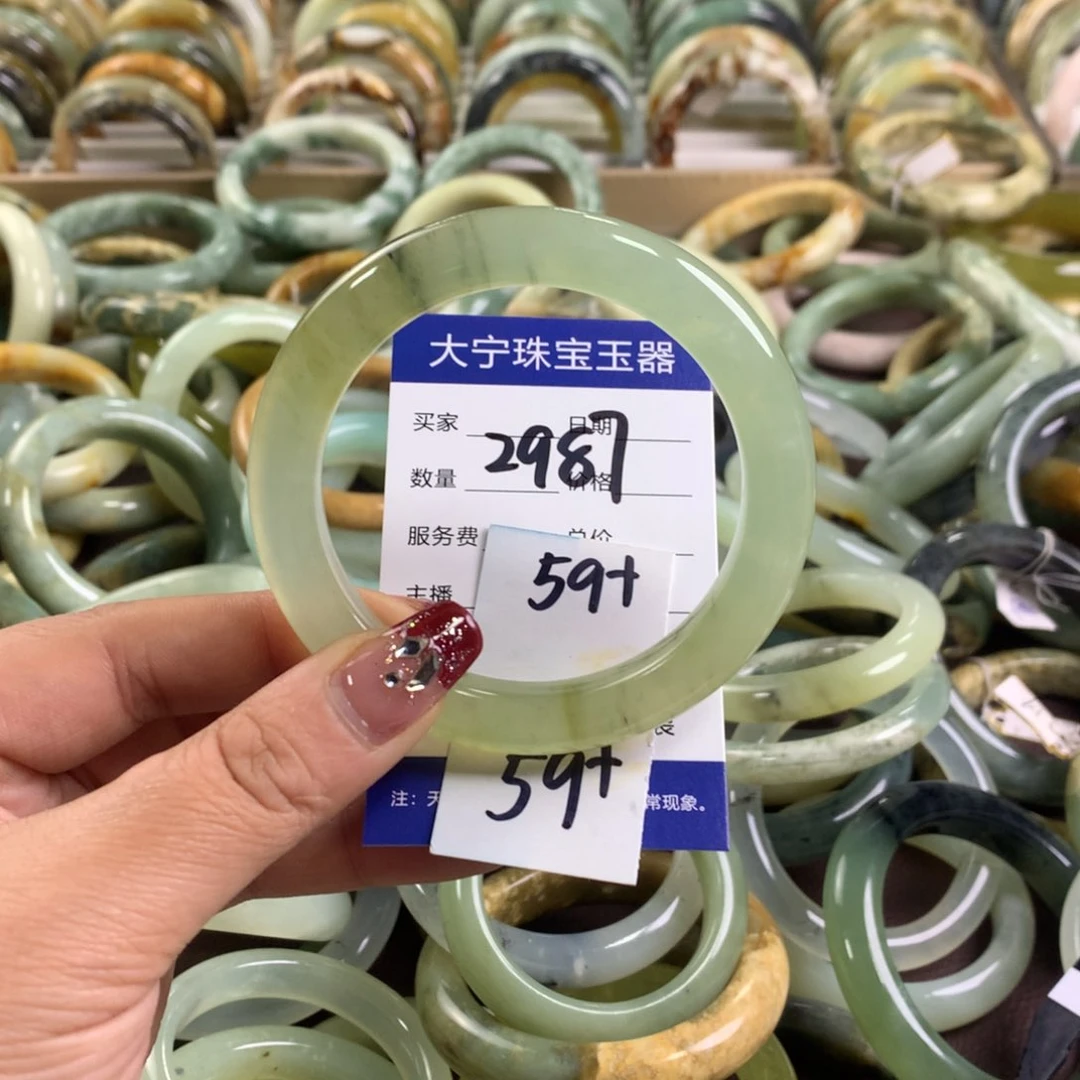 大宁珠宝玉器
买家 日期
2987
数量 价格
服务费 总价
59+
主播
59+
注：天 常现象。